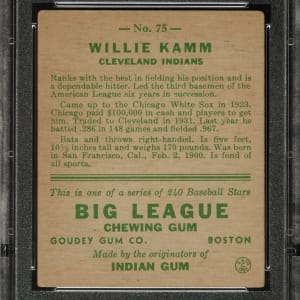 — No. 75 —
WILLIE KAMM
CLEVELAND INDIANS
Ranks with the best in fielding his position and is
a dependable hitter. Led the third basemen of the
American League six years in succession.
Came up to the Chicago White Sox in 1923.
Chicago paid $100,000 in cash and players to get
him. Traded to Cleveland in 1931. Last year he
batted .286 in 148 games and fielded .967.
Bats and throws right-handed. Is five feet,
10½ inches tall and weighs 170 pounds. Was born
in San Francisco, Cal., Feb. 2, 1900. Is fond of
all sports.
This is one of a series of 240 Baseball Stars
BIG LEAGUE
CHEWING GUM
GOUDEY GUM CO. BOSTON
Made by the originators of
INDIAN GUM